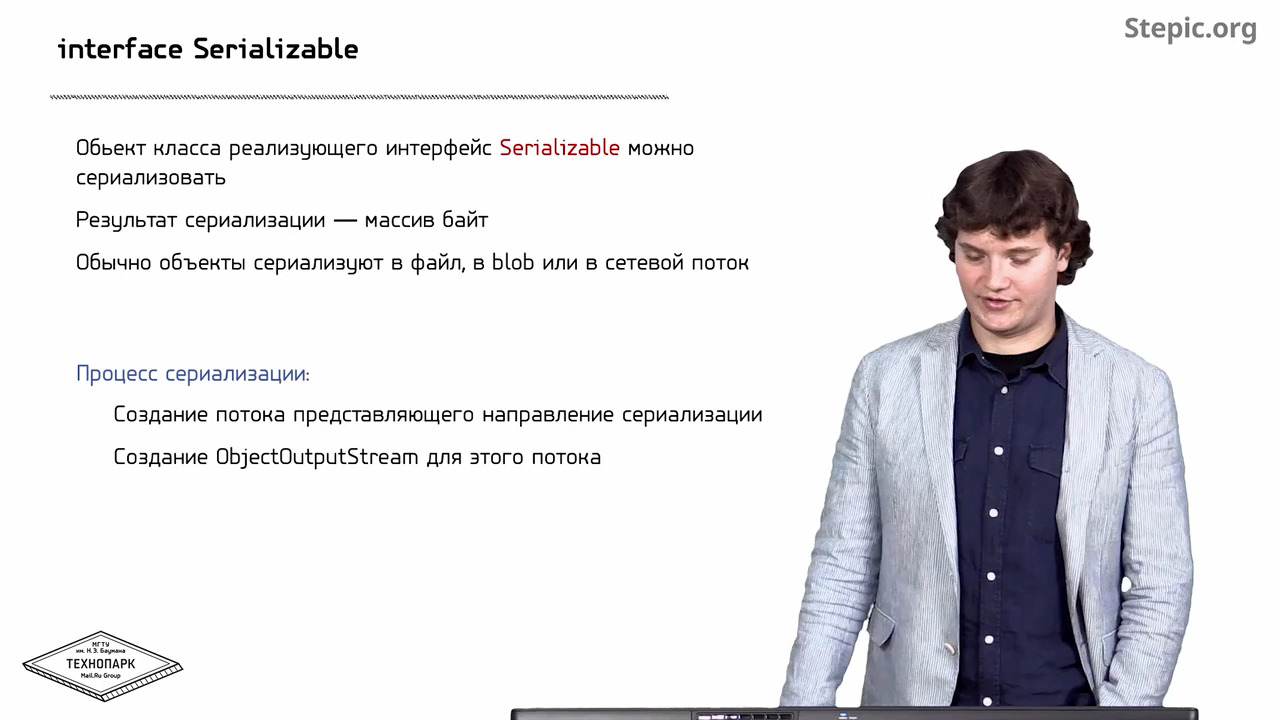 Stepic.org
interface Serializable
Обьект класса реализующего интерфейс Serializable можно
сериализовать
Результат сериализации — массив байт
Обычно объекты сериализуют в файл, в blob или в сетевой поток
Процесс сериализации:
Создание потока представляющего направление сериализации
Создание ObjectOutputStream для этого потока
МГТУ
им. Н.Э. Баумана
ТЕХНОПАРК
Mail.Ru Group